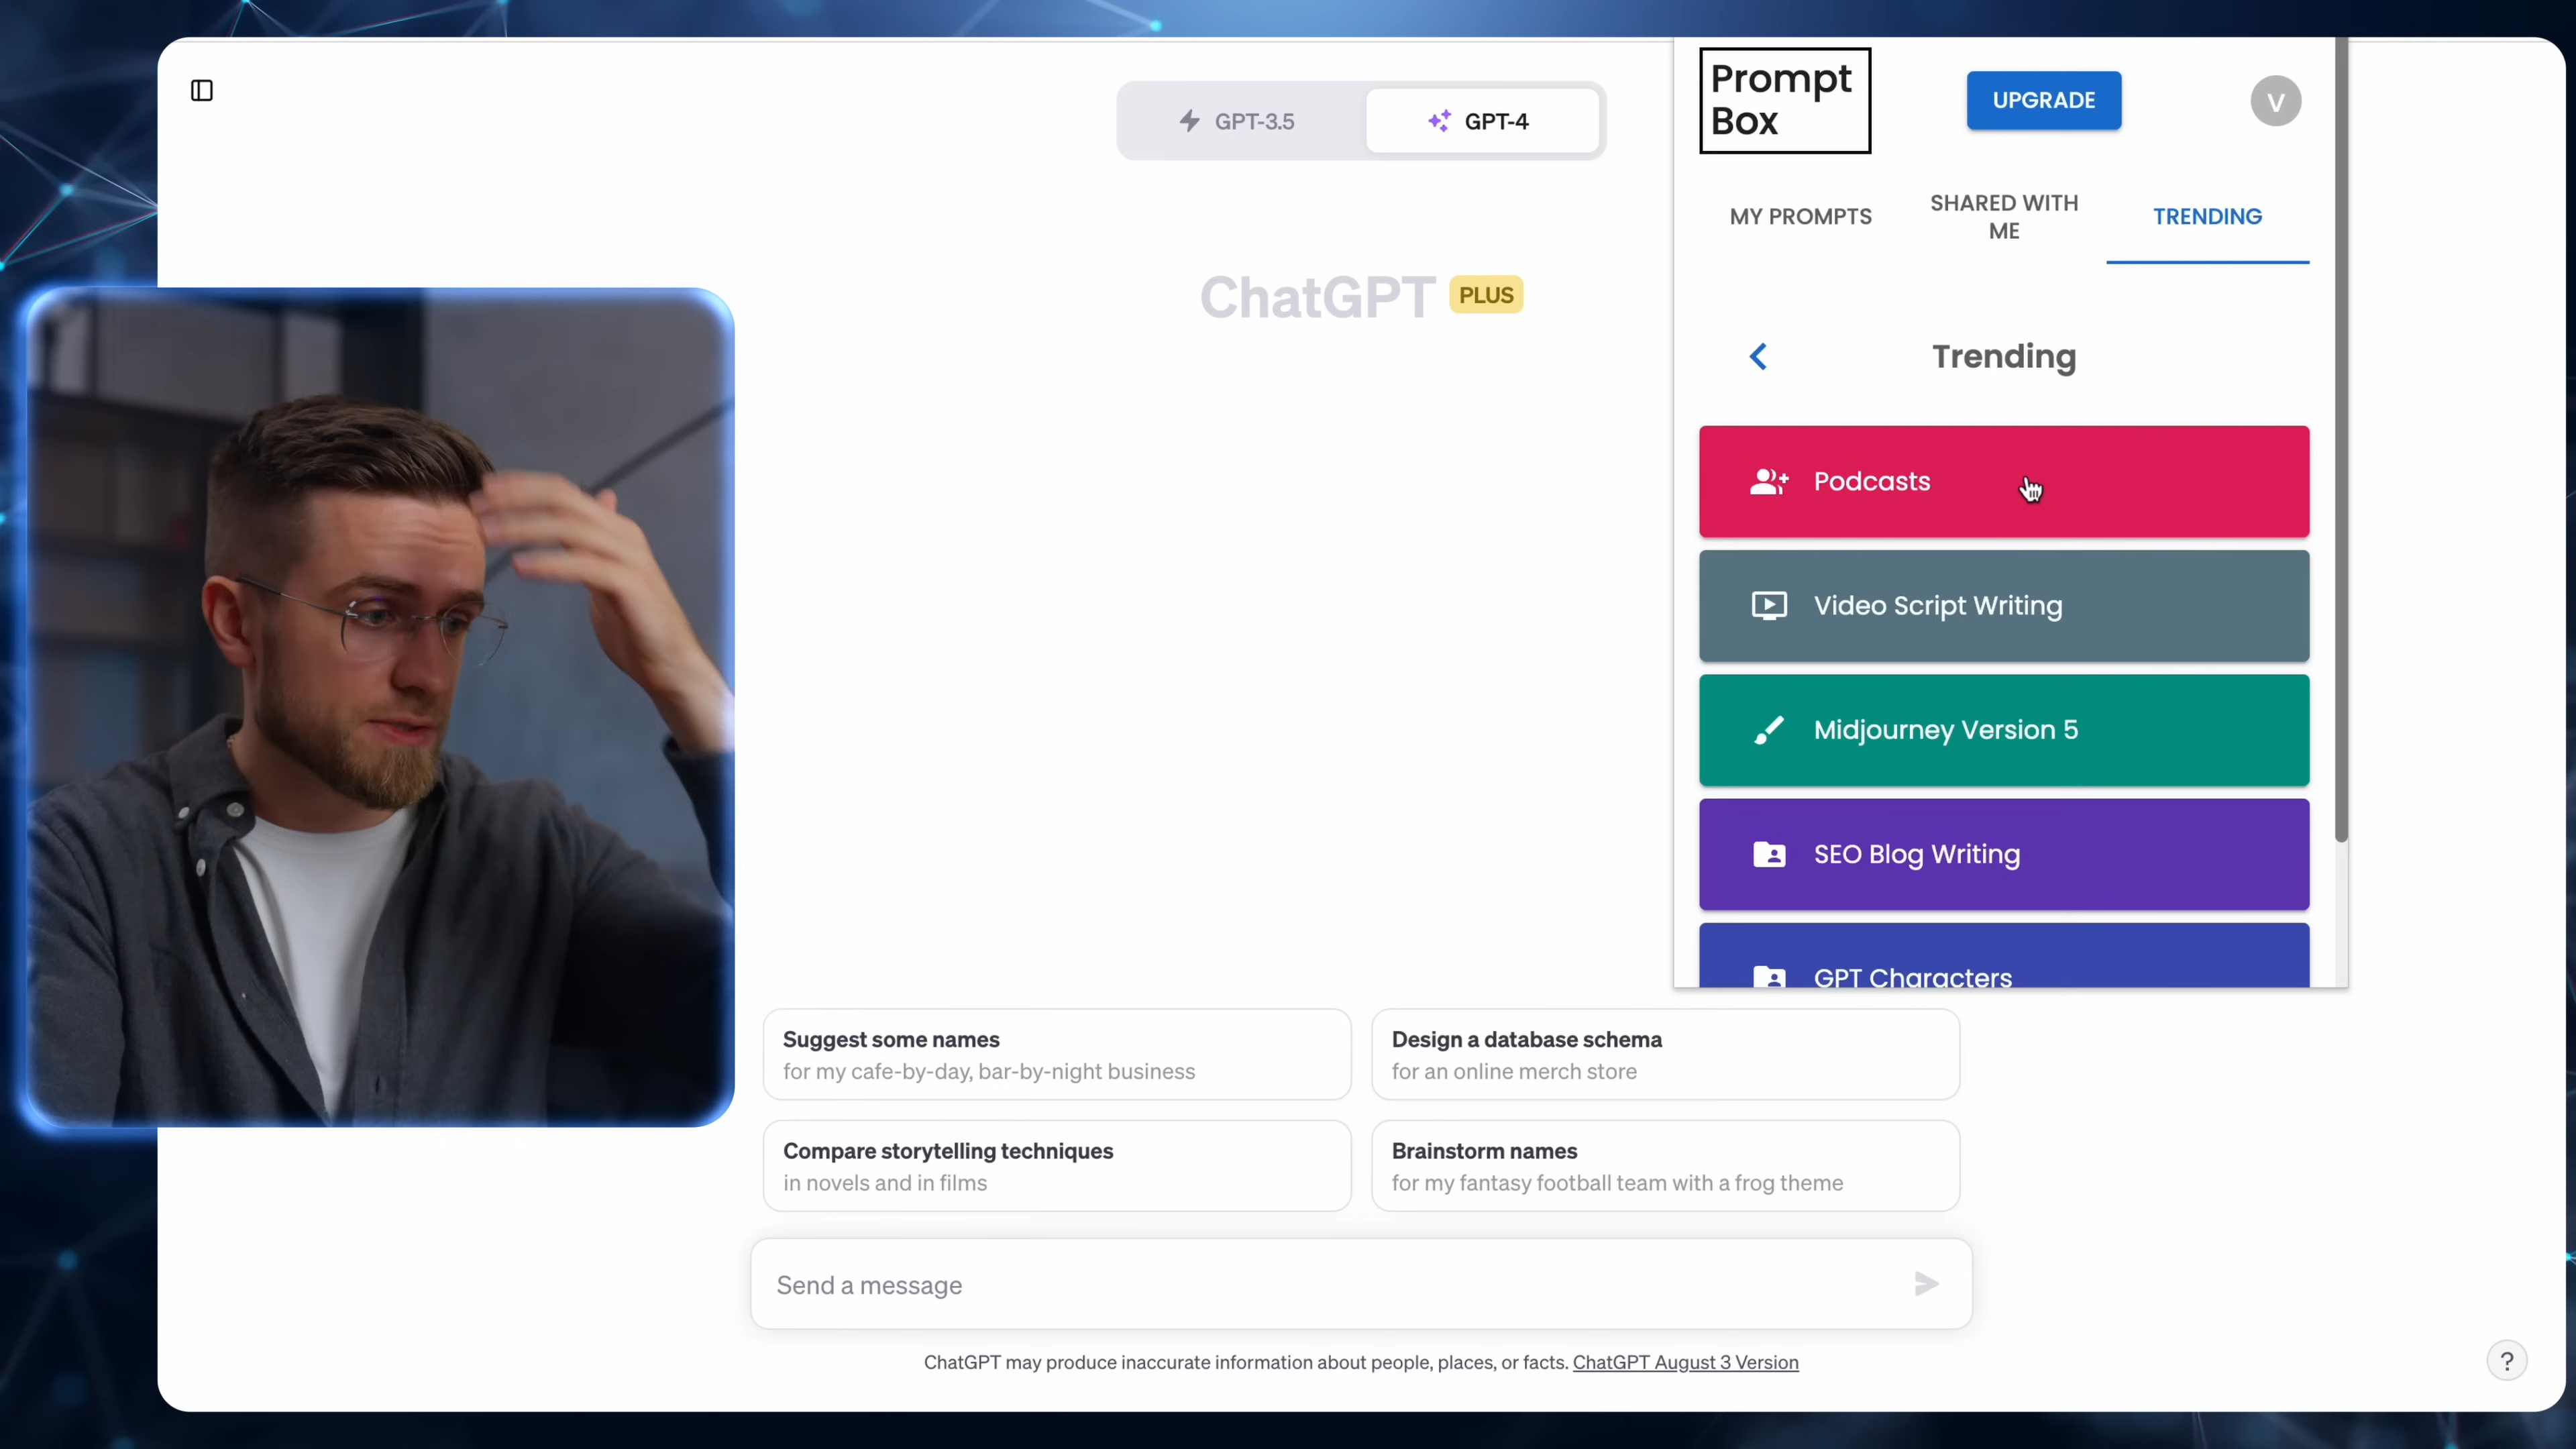 GPT-3.5
GPT-4
ChatGPT PLUS
Prompt
Box
UPGRADE
V
MY PROMPTS
SHARED WITH
ME
TRENDING
Trending
Podcasts
Video Script Writing
Midjourney Version 5
SEO Blog Writing
GPT Characters
Suggest some names
for my cafe-by-day, bar-by-night business
Design a database schema
for an online merch store
Compare storytelling techniques
in novels and in films
Brainstorm names
for my fantasy football team with a frog theme
Send a message
ChatGPT may produce inaccurate information about people, places, or facts. ChatGPT August 3 Version
?